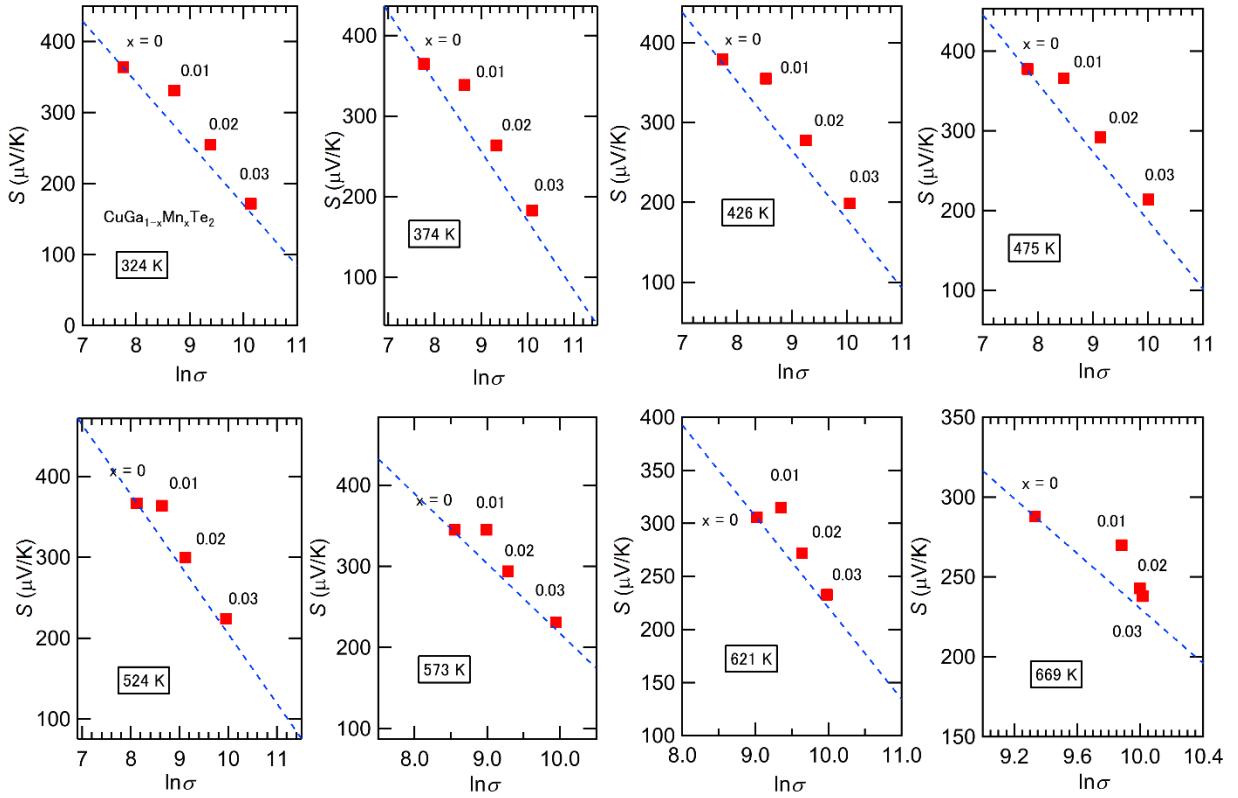 S (μV/K)
500
400
300
200
100
0
x = 0
0.01
0.02
0.03
CuGa1−xMnxTe2
324 K
7 8 9 10 11
lnσ
S (μV/K)
400
300
200
100
x = 0
0.01
0.02
0.03
374 K
7 8 9 10 11
lnσ
S (μV/K)
400
300
200
100
x = 0
0.01
0.02
0.03
426 K
7 8 9 10 11
lnσ
S (μV/K)
400
300
200
100
x = 0
0.01
0.02
0.03
475 K
7 8 9 10 11
lnσ
S (μV/K)
400
300
200
100
x = 0
0.01
0.02
0.03
524 K
7 8 9 10 11
lnσ
S (μV/K)
400
300
200
100
x = 0
0.01
0.02
0.03
573 K
8.0 9.0 10.0
lnσ
S (μV/K)
400
350
300
250
200
150
100
0.01
x = 0
0.02
0.03
621 K
8.0 9.0 10.0 11.0
lnσ
S (μV/K)
350
300
250
200
150
x = 0
0.01
0.02
0.03
669 K
9.2 9.6 10.0 10.4
lnσ